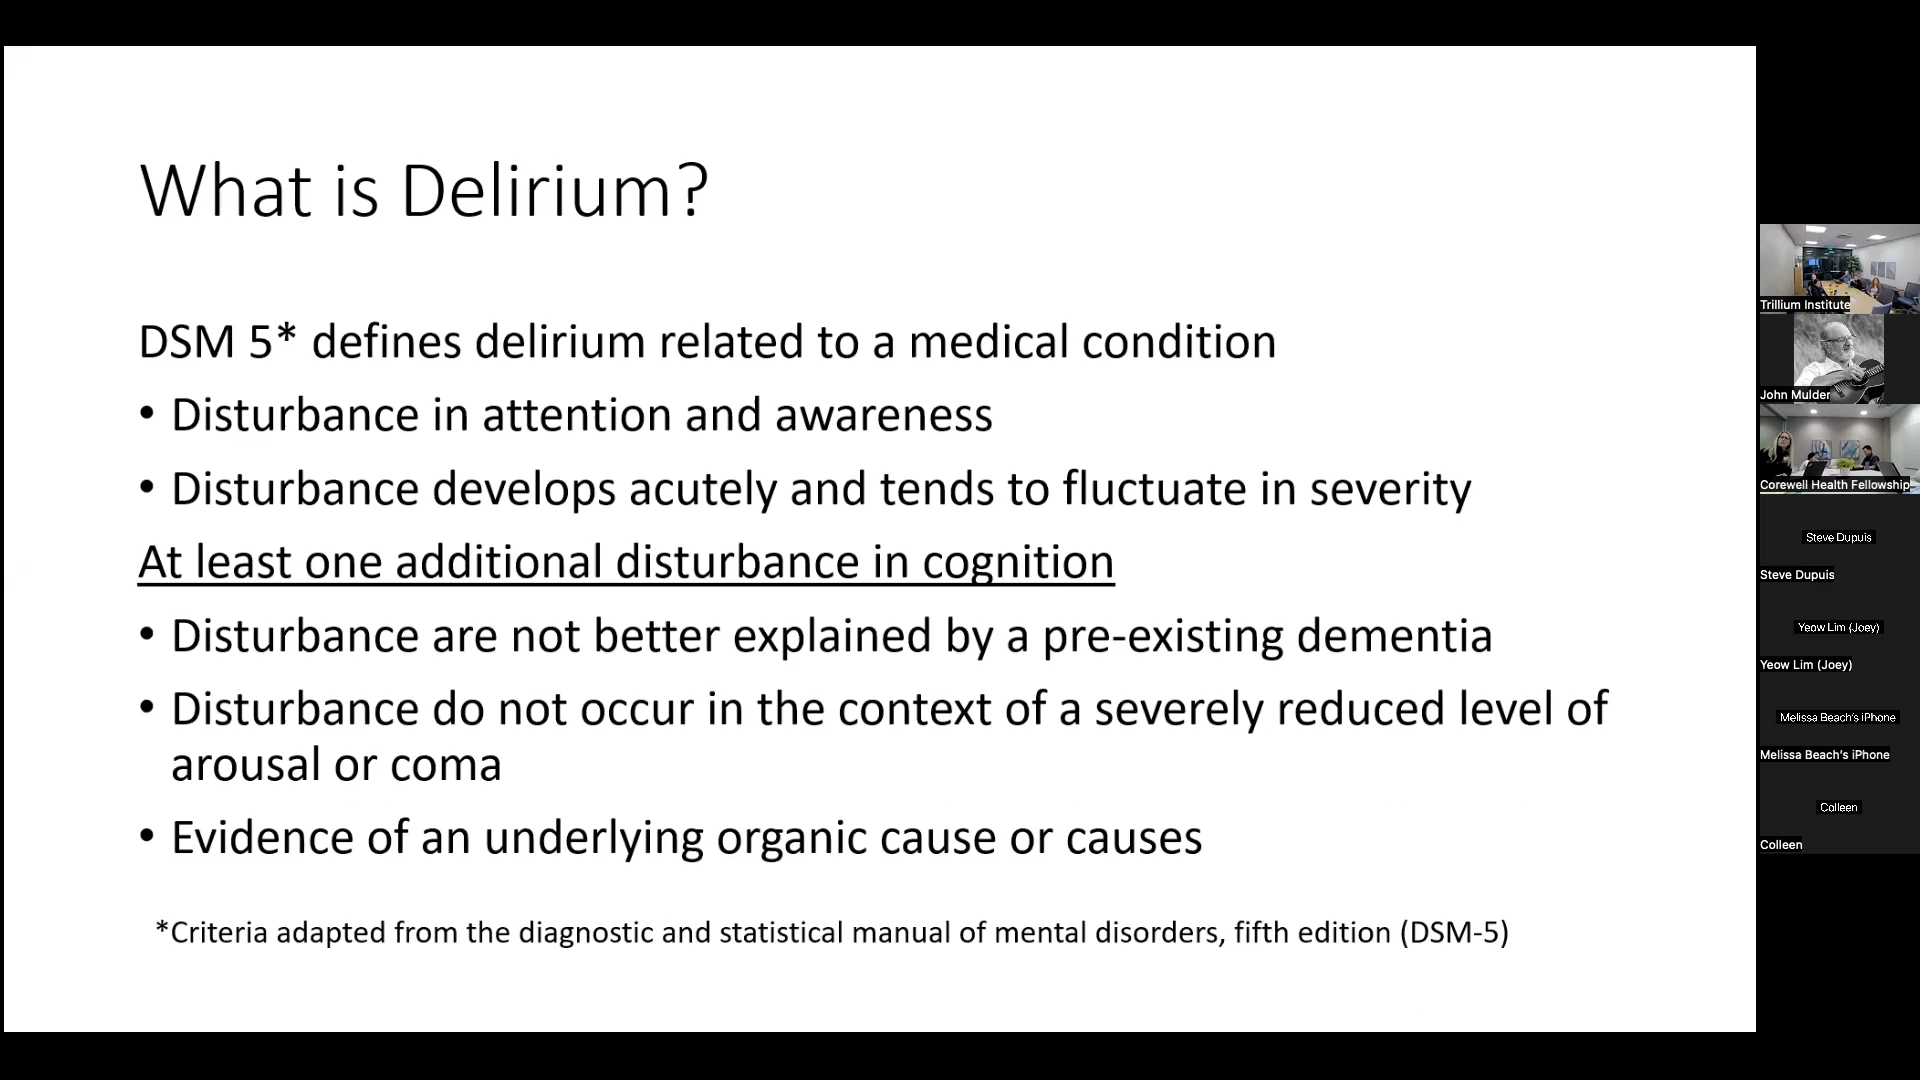 What is Delirium?
DSM 5* defines delirium related to a medical condition
• Disturbance in attention and awareness
• Disturbance develops acutely and tends to fluctuate in severity
At least one additional disturbance in cognition
• Disturbance are not better explained by a pre-existing dementia
• Disturbance do not occur in the context of a severely reduced level of
arousal or coma
• Evidence of an underlying organic cause or causes
*Criteria adapted from the diagnostic and statistical manual of mental disorders, fifth edition (DSM-5)
Trillium Institute
John Mulder
Corewell Health Fellowship
Steve Dupuis
Steve Dupuis
Yeow Lim (Joey)
Yeow Lim (Joey)
Melissa Beach's iPhone
Melissa Beach's iPhone
Colleen
Colleen